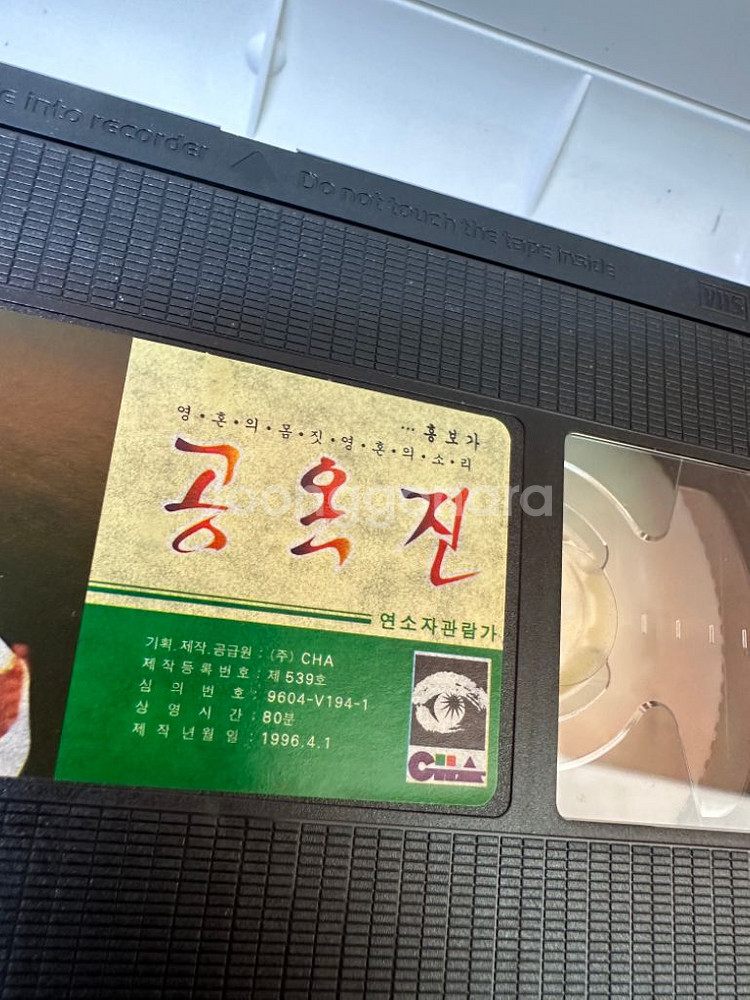 e into recorder
Do not touch the tape inside
VHS
… 흥보가
영·혼·의·몸·짓·영·혼·의·소·리
공옥진
joonggonara
연소자관람가
기획.제작.공급원 : (주) CHA
제작등록번호 : 제539호
심의번호 : 9604-V194-1
상영시간 : 80분
제작년월일 : 1996.4.1
CHA